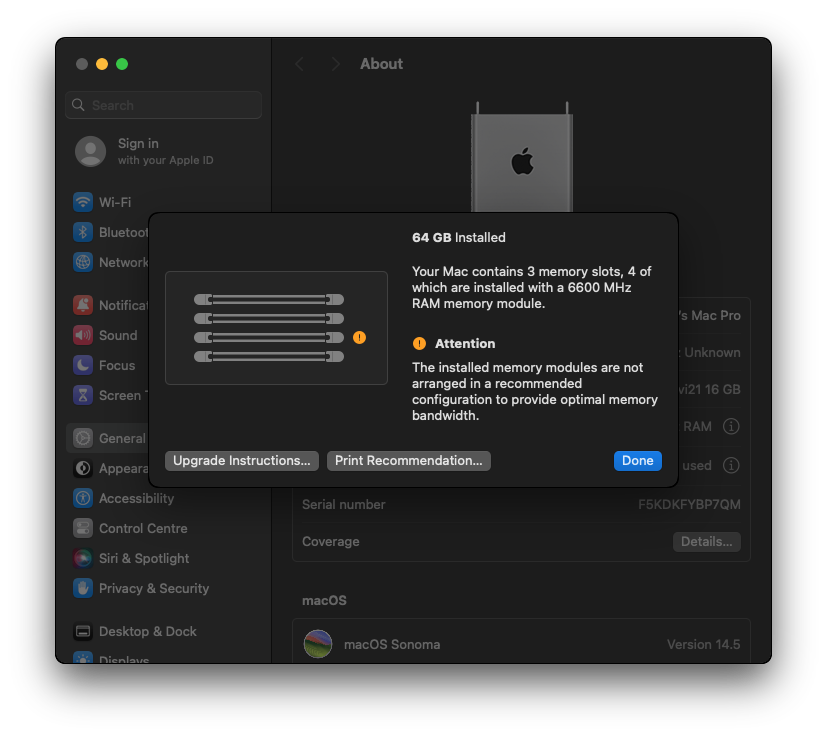 About
Search
Sign in
with your Apple ID
Wi-Fi
Bluetoot
Network
Notificat
Sound
Focus
Screen T
General
Appeara
Accessibility
Control Centre
Siri & Spotlight
Privacy & Security
Desktop & Dock
Displays
64 GB Installed
Your Mac contains 3 memory slots, 4 of
which are installed with a 6600 MHz
RAM memory module.
Attention
The installed memory modules are not
arranged in a recommended
configuration to provide optimal memory
bandwidth.
Upgrade Instructions...
Print Recommendation...
Done
's Mac Pro
: Unknown
vi21 16 GB
RAM
used
Serial number
F5KDKFYBP7QM
Coverage
Details...
macOS
macOS Sonoma
Version 14.5